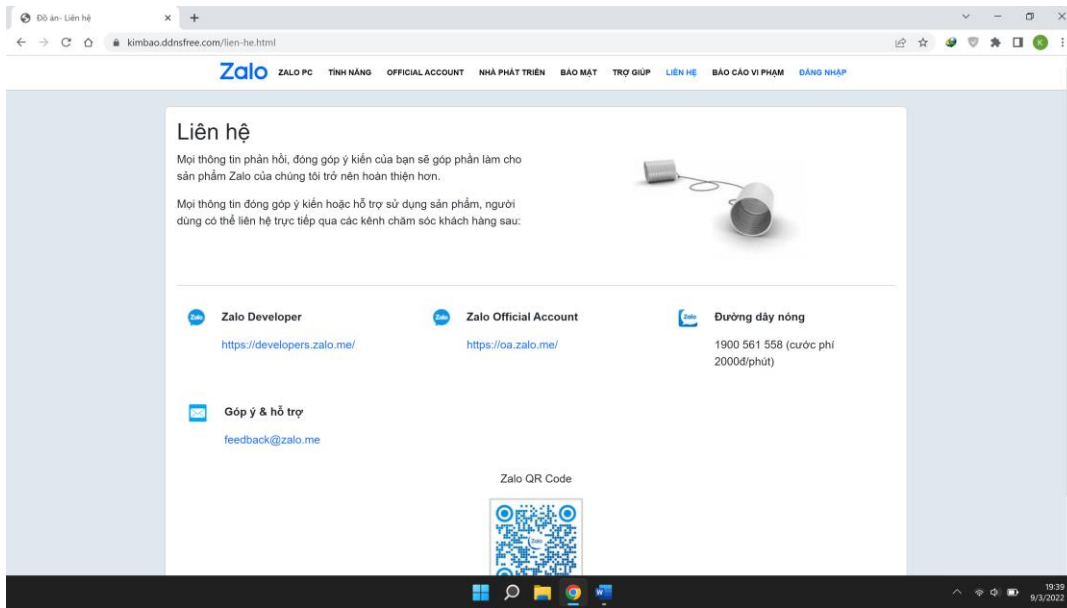 Đồ án- Liên hệ
kimbao.ddnsfree.com/lien-he.html
K
Zalo ZALO PC TÍNH NĂNG OFFICIAL ACCOUNT NHÀ PHÁT TRIỂN BẢO MẬT TRỢ GIÚP LIÊN HỆ BÁO CÁO VI PHẠM ĐĂNG NHẬP
Liên hệ
Mọi thông tin phản hồi, đóng góp ý kiến của bạn sẽ góp phần làm cho
sản phẩm Zalo của chúng tôi trở nên hoàn thiện hơn.
Mọi thông tin đóng góp ý kiến hoặc hỗ trợ sử dụng sản phẩm, người
dùng có thể liên hệ trực tiếp qua các kênh chăm sóc khách hàng sau:
Zalo Zalo Developer
https://developers.zalo.me/
Zalo Zalo Official Account
https://oa.zalo.me/
Zalo Đường dây nóng
1900 561 558 (cước phí
2000đ/phút)
Góp ý & hỗ trợ
feedback@zalo.me
Zalo QR Code
Zalo
W
19:39
9/3/2022